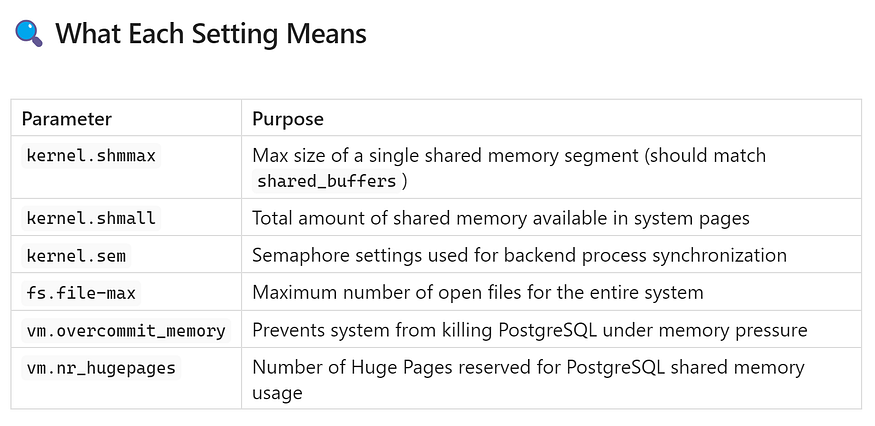 🔍 What Each Setting Means
Parameter Purpose
kernel.shmmax Max size of a single shared memory segment (should match
shared_buffers )
kernel.shmall Total amount of shared memory available in system pages
kernel.sem Semaphore settings used for backend process synchronization
fs.file-max Maximum number of open files for the entire system
vm.overcommit_memory Prevents system from killing PostgreSQL under memory pressure
vm.nr_hugepages Number of Huge Pages reserved for PostgreSQL shared memory
usage